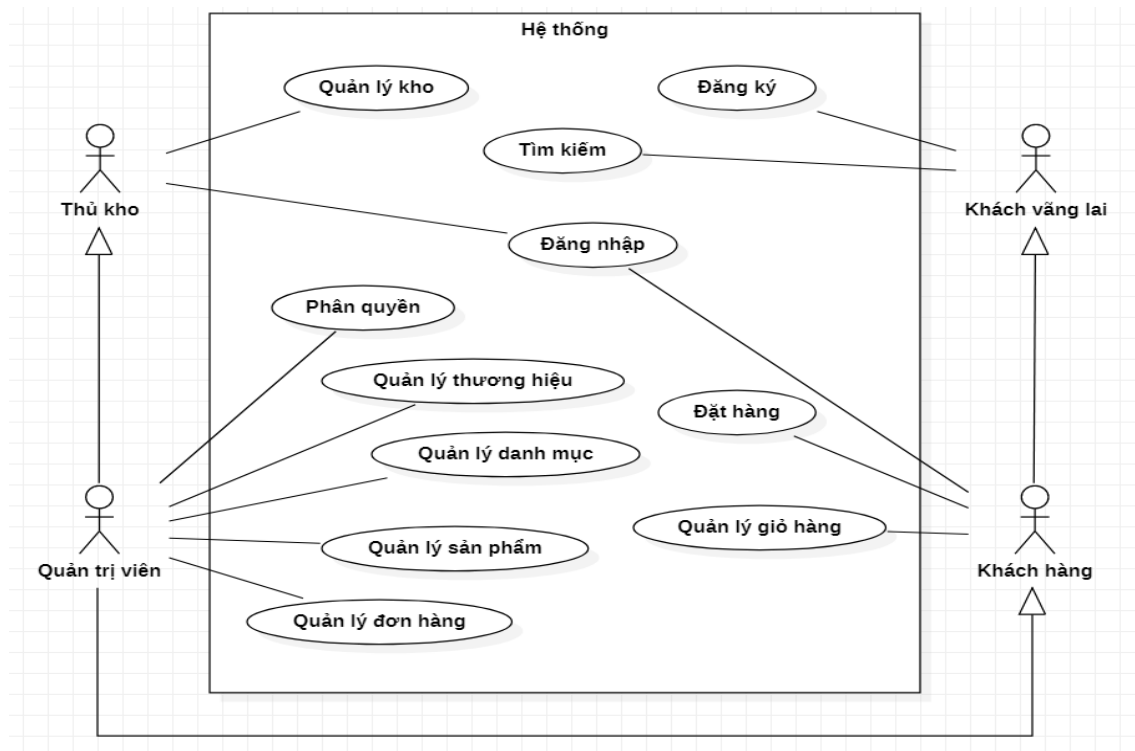 Hệ thống
Quản lý kho
Đăng ký
Tìm kiếm
Thủ kho
Khách vãng lai
Đăng nhập
Phân quyền
Quản lý thương hiệu
Đặt hàng
Quản lý danh mục
Quản lý giỏ hàng
Quản lý sản phẩm
Quản trị viên
Khách hàng
Quản lý đơn hàng